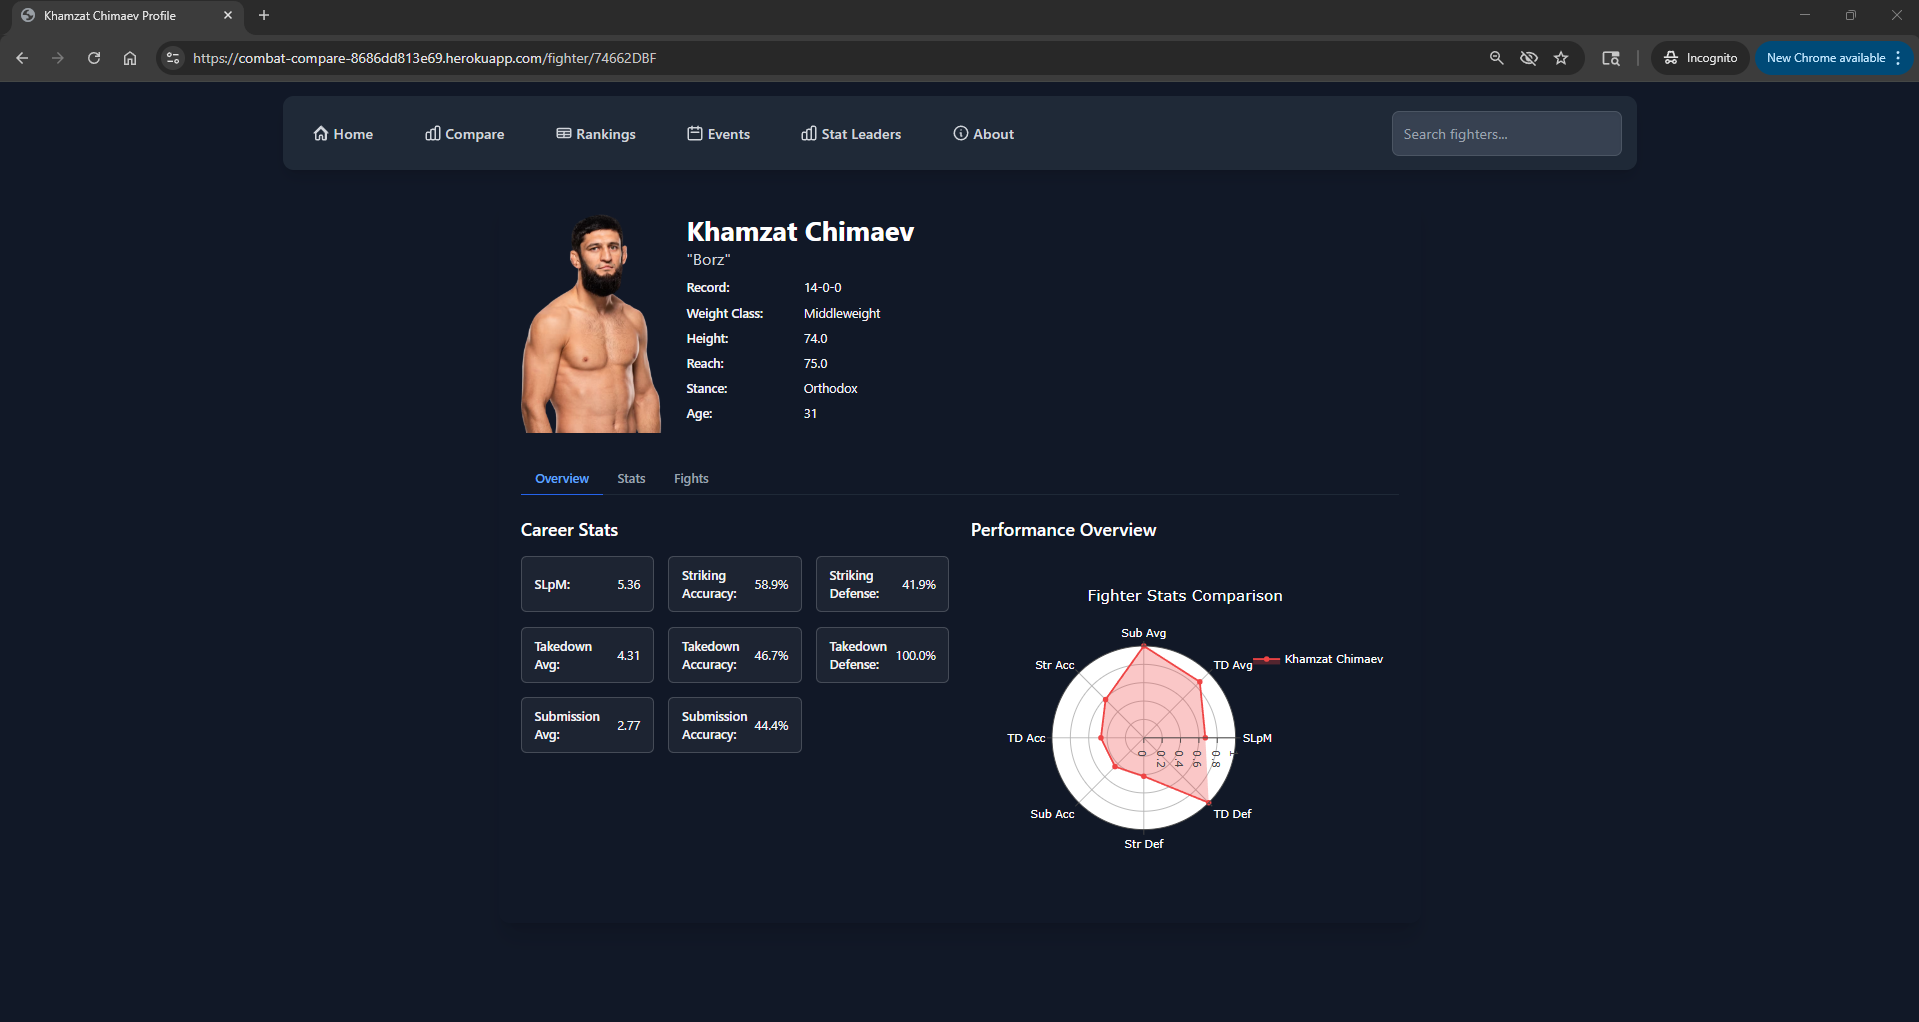 Khamzat Chimaev Profile
https://combat-compare-8686dd813e69.herokuapp.com/fighter/74662DBF
Incognito
New Chrome available
Home
Compare
Rankings
Events
Stat Leaders
About
Search fighters...
Khamzat Chimaev
"Borz"
Record: 14-0-0
Weight Class: Middleweight
Height: 74.0
Reach: 75.0
Stance: Orthodox
Age: 31
Overview
Stats
Fights
Career Stats
SLpM: 5.36
Striking
Accuracy: 58.9%
Striking
Defense: 41.9%
Takedown
Avg: 4.31
Takedown
Accuracy: 46.7%
Takedown
Defense: 100.0%
Submission
Avg: 2.77
Submission
Accuracy: 44.4%
Performance Overview
Fighter Stats Comparison
Sub Avg
Str Acc
TD Avg
Khamzat Chimaev
TD Acc
SLpM
0
0.2
0.4
0.6
0.8
1
Sub Acc
TD Def
Str Def